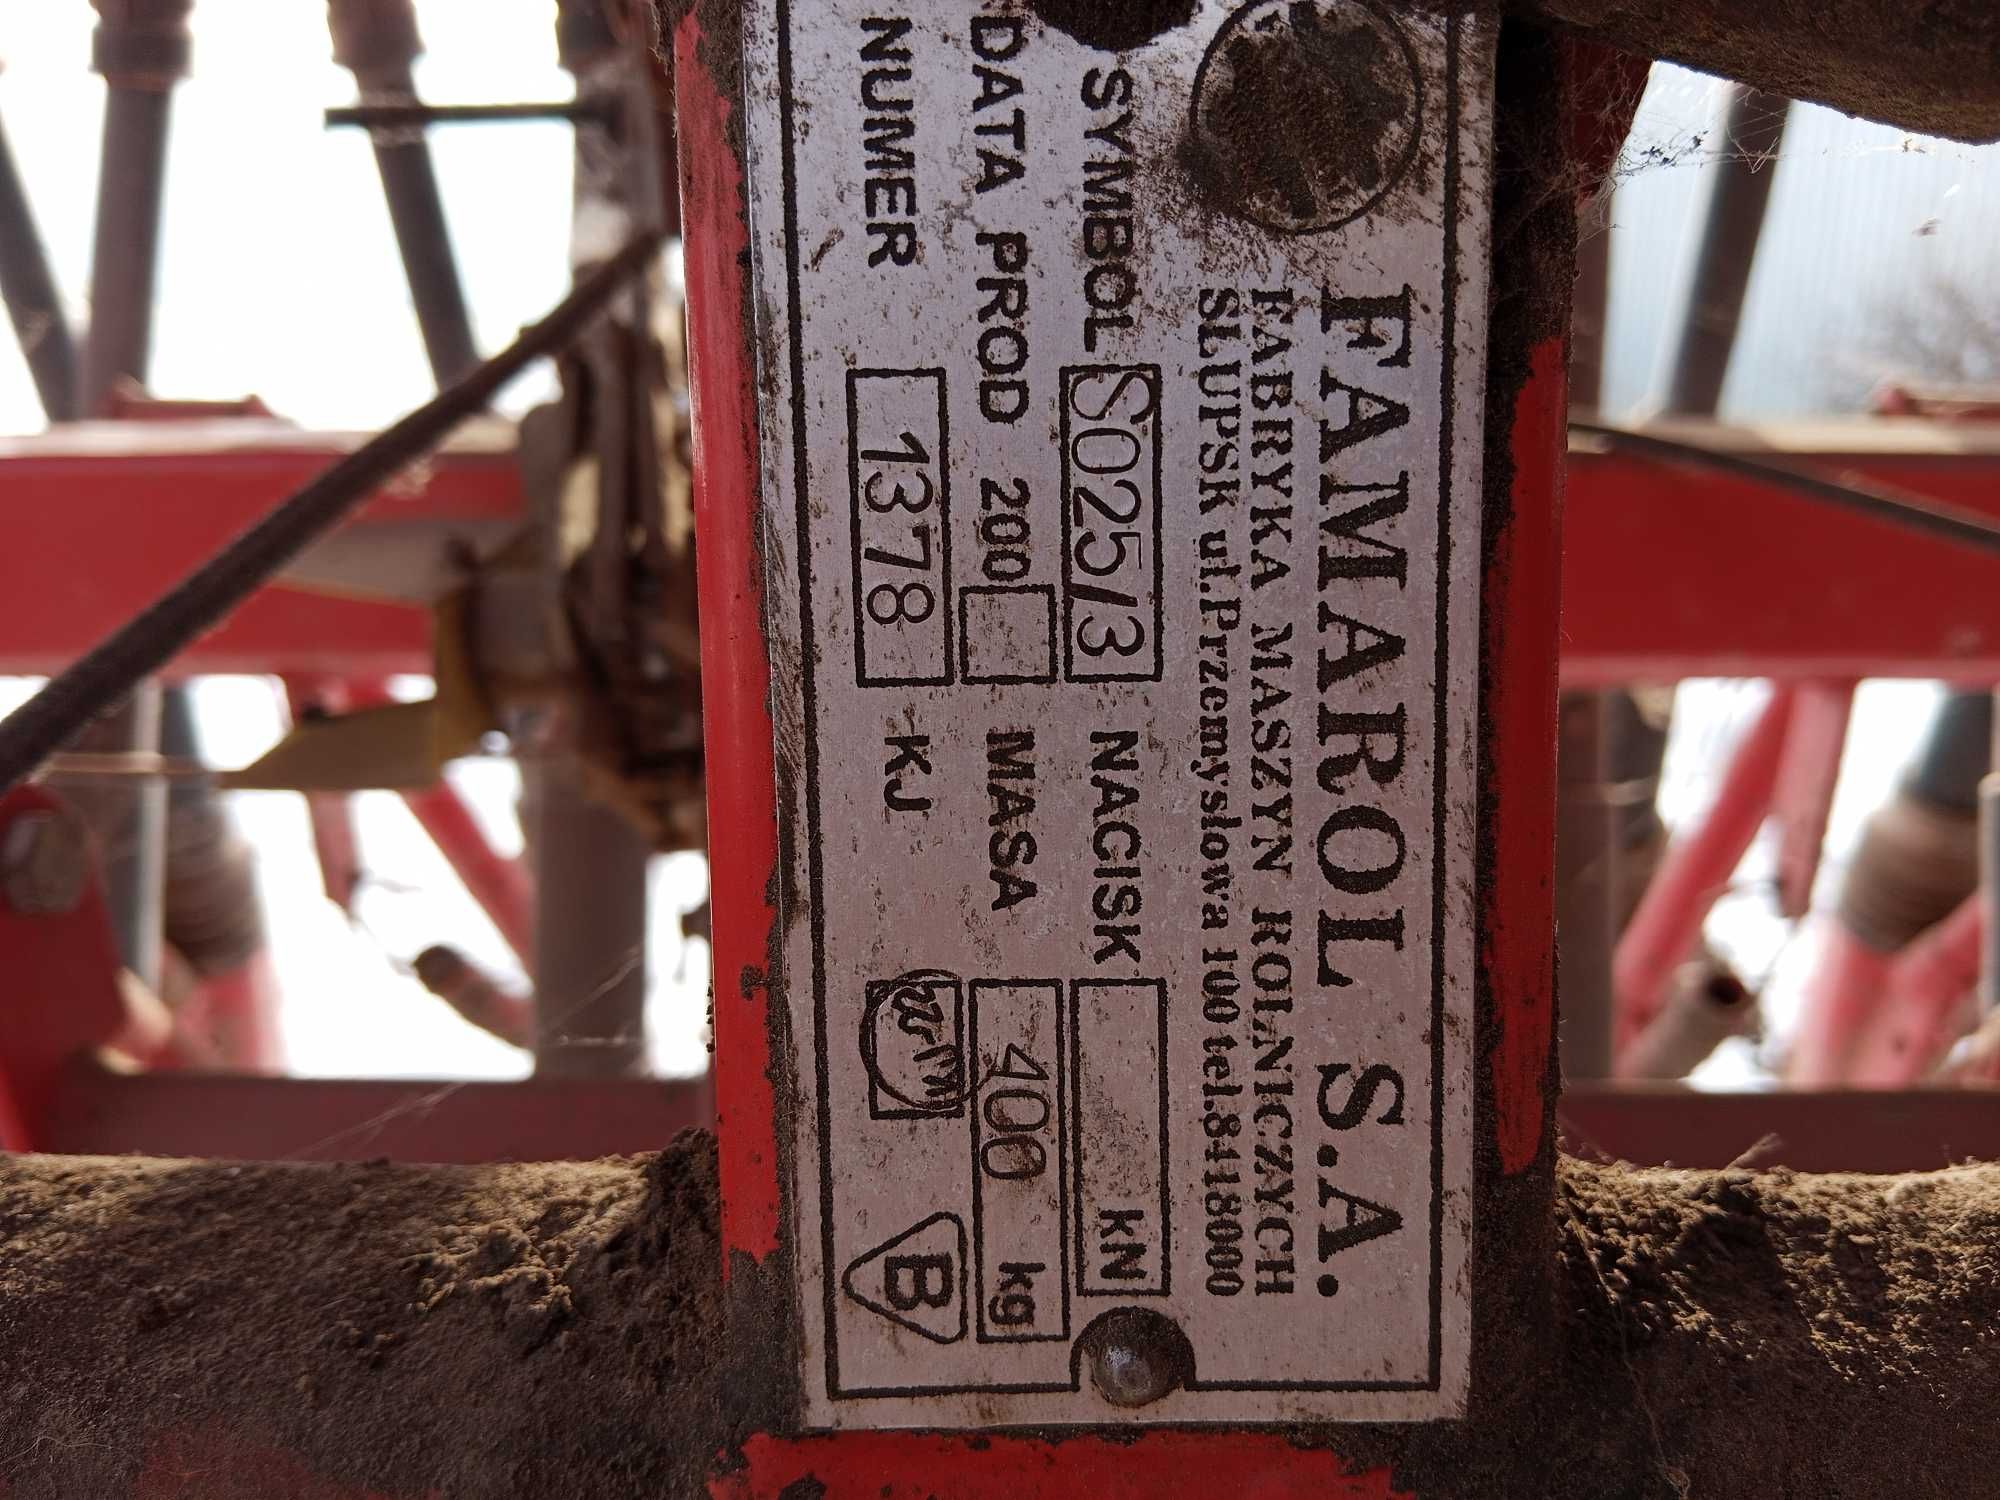 FAMAROL S.A.
FABRYKA MASZYN ROLNICZYCH
SŁUPSK ul.Przemysłowa 100 tel.8418000
SYMBOL S025/3 NACISK kN
DATA PROD 200 MASA 400 kg
NUMER 1378 KJ B